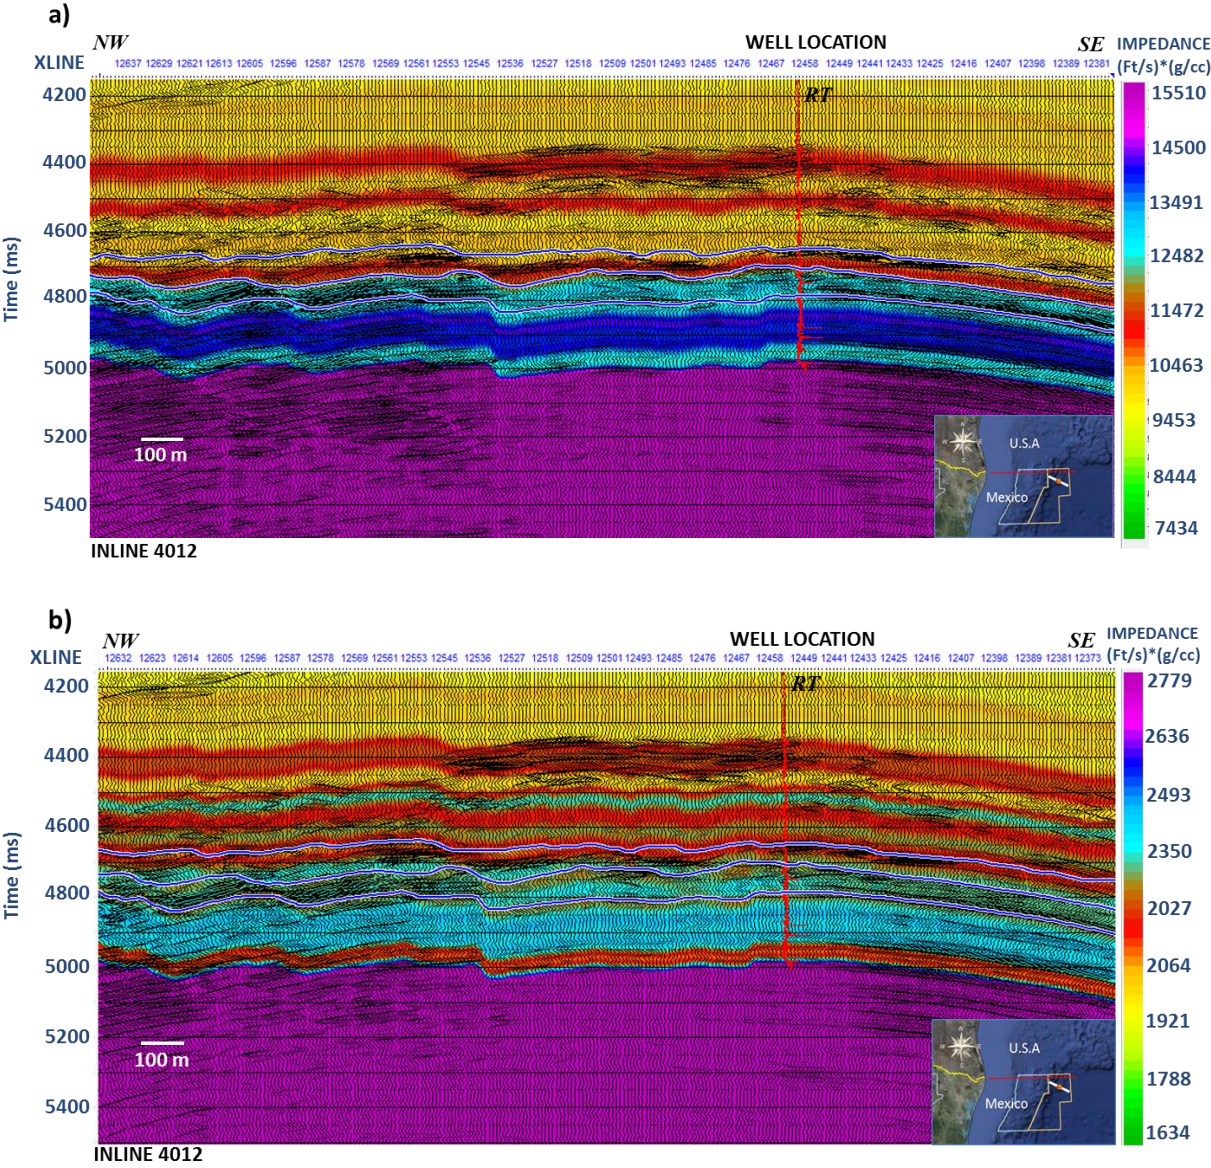 a)
NW WELL LOCATION SE IMPEDANCE
XLINE 12637 12629 12621 12613 12605 12596 12587 12578 12569 12561 12553 12545 12536 12527 12518 12509 12501 12493 12485 12476 12467 12458 12449 12441 12433 12425 12416 12407 12398 12389 12381 (Ft/s)*(g/cc)
RT
4200
4400
4600
4800
5000
5200
5400
Time (ms)
15510
14500
13491
12482
11472
10463
9453
8444
7434
100 m
U.S.A
Mexico
INLINE 4012
b)
NW WELL LOCATION SE IMPEDANCE
XLINE 12632 12623 12614 12605 12596 12587 12578 12569 12561 12553 12545 12536 12527 12518 12509 12501 12493 12485 12476 12467 12458 12449 12441 12433 12425 12416 12407 12398 12389 12381 12373 (Ft/s)*(g/cc)
RT
4200
4400
4600
4800
5000
5200
5400
Time (ms)
2779
2636
2493
2350
2027
2064
1921
1788
1634
100 m
U.S.A
Mexico
INLINE 4012